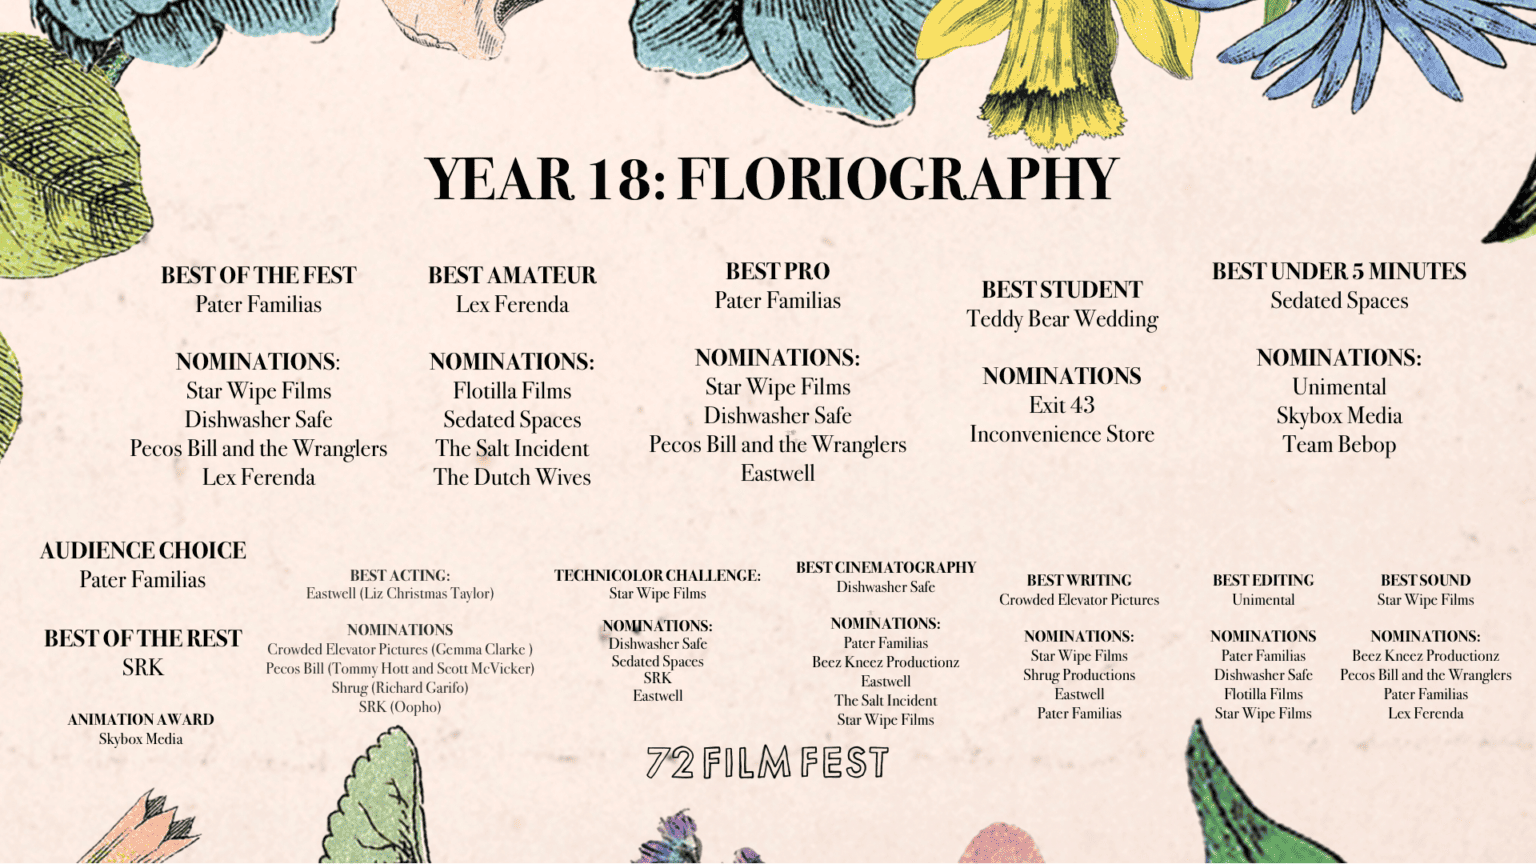 YEAR 18: FLORIOGRAPHY
BEST OF THE FEST
Pater Familias
NOMINATIONS:
Star Wipe Films
Dishwasher Safe
Pecos Bill and the Wranglers
Lex Ferenda
BEST AMATEUR
Lex Ferenda
NOMINATIONS:
Flotilla Films
Sedated Spaces
The Salt Incident
The Dutch Wives
BEST PRO
Pater Familias
NOMINATIONS:
Star Wipe Films
Dishwasher Safe
Pecos Bill and the Wranglers
Eastwell
BEST STUDENT
Teddy Bear Wedding
NOMINATIONS
Exit 43
Inconvenience Store
BEST UNDER 5 MINUTES
Sedated Spaces
NOMINATIONS:
Unimental
Skybox Media
Team Bebop
AUDIENCE CHOICE
Pater Familias
BEST OF THE REST
SRK
ANIMATION AWARD
Skybox Media
BEST ACTING:
Eastwell (Liz Christmas Taylor)
NOMINATIONS
Crowded Elevator Pictures (Gemma Clarke )
Pecos Bill (Tommy Hott and Scott McVicker)
Shrug (Richard Garifo)
SRK (Oopho)
TECHNICOLOR CHALLENGE:
Star Wipe Films
NOMINATIONS:
Dishwasher Safe
Sedated Spaces
SRK
Eastwell
BEST CINEMATOGRAPHY
Dishwasher Safe
NOMINATIONS:
Pater Familias
Beez Kneez Productionz
Eastwell
The Salt Incident
Star Wipe Films
BEST WRITING
Crowded Elevator Pictures
NOMINATIONS:
Star Wipe Films
Shrug Productions
Eastwell
Pater Familias
BEST EDITING
Unimental
NOMINATIONS
Pater Familias
Dishwasher Safe
Flotilla Films
Star Wipe Films
BEST SOUND
Star Wipe Films
NOMINATIONS:
Beez Kneez Productionz
Pecos Bill and the Wranglers
Pater Familias
Lex Ferenda
72 FILM FEST